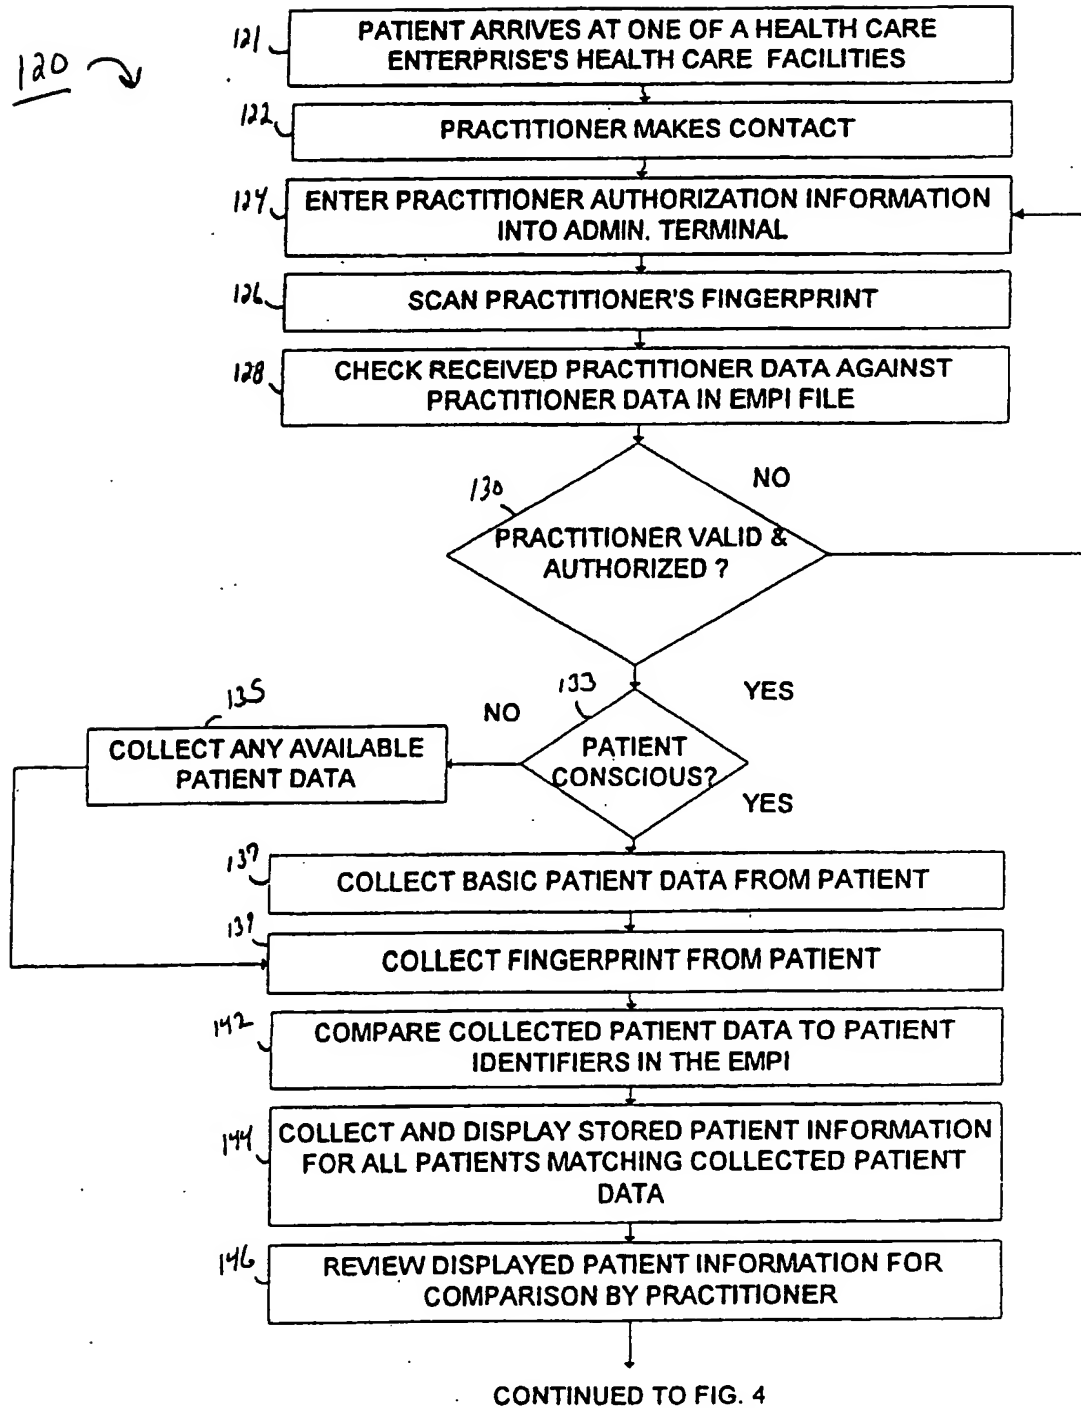 120
121
PATIENT ARRIVES AT ONE OF A HEALTH CARE
ENTERPRISE'S HEALTH CARE FACILITIES
122
PRACTITIONER MAKES CONTACT
124
ENTER PRACTITIONER AUTHORIZATION INFORMATION
INTO ADMIN. TERMINAL
126
SCAN PRACTITIONER'S FINGERPRINT
128
CHECK RECEIVED PRACTITIONER DATA AGAINST
PRACTITIONER DATA IN EMPI FILE
130
NO
PRACTITIONER VALID &
AUTHORIZED ?
133
YES
135
NO
COLLECT ANY AVAILABLE
PATIENT DATA
PATIENT
CONSCIOUS?
YES
137
COLLECT BASIC PATIENT DATA FROM PATIENT
139
COLLECT FINGERPRINT FROM PATIENT
142
COMPARE COLLECTED PATIENT DATA TO PATIENT
IDENTIFIERS IN THE EMPI
144
COLLECT AND DISPLAY STORED PATIENT INFORMATION
FOR ALL PATIENTS MATCHING COLLECTED PATIENT
DATA
146
REVIEW DISPLAYED PATIENT INFORMATION FOR
COMPARISON BY PRACTITIONER
CONTINUED TO FIG. 4